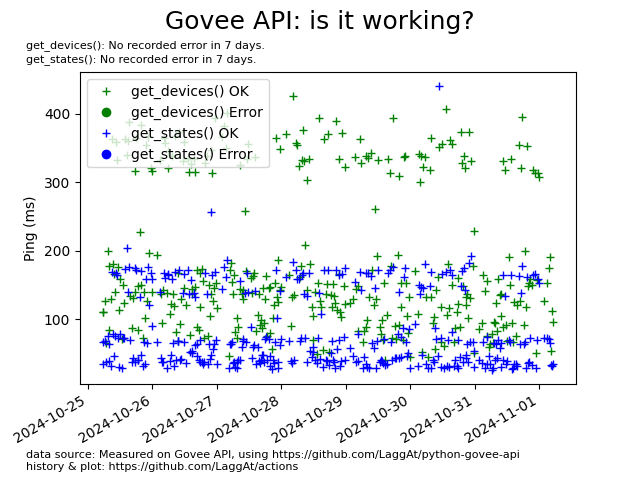 Govee API: is it working?
get_devices(): No recorded error in 7 days.
get_states(): No recorded error in 7 days.
get_devices() OK
get_devices() Error
get_states() OK
get_states() Error
Ping (ms)
400
300
200
100
2024-10-25
2024-10-26
2024-10-27
2024-10-28
2024-10-29
2024-10-30
2024-10-31
2024-11-01
data source: Measured on Govee API, using https://github.com/LaggAt/python-govee-api
history & plot: https://github.com/LaggAt/actions